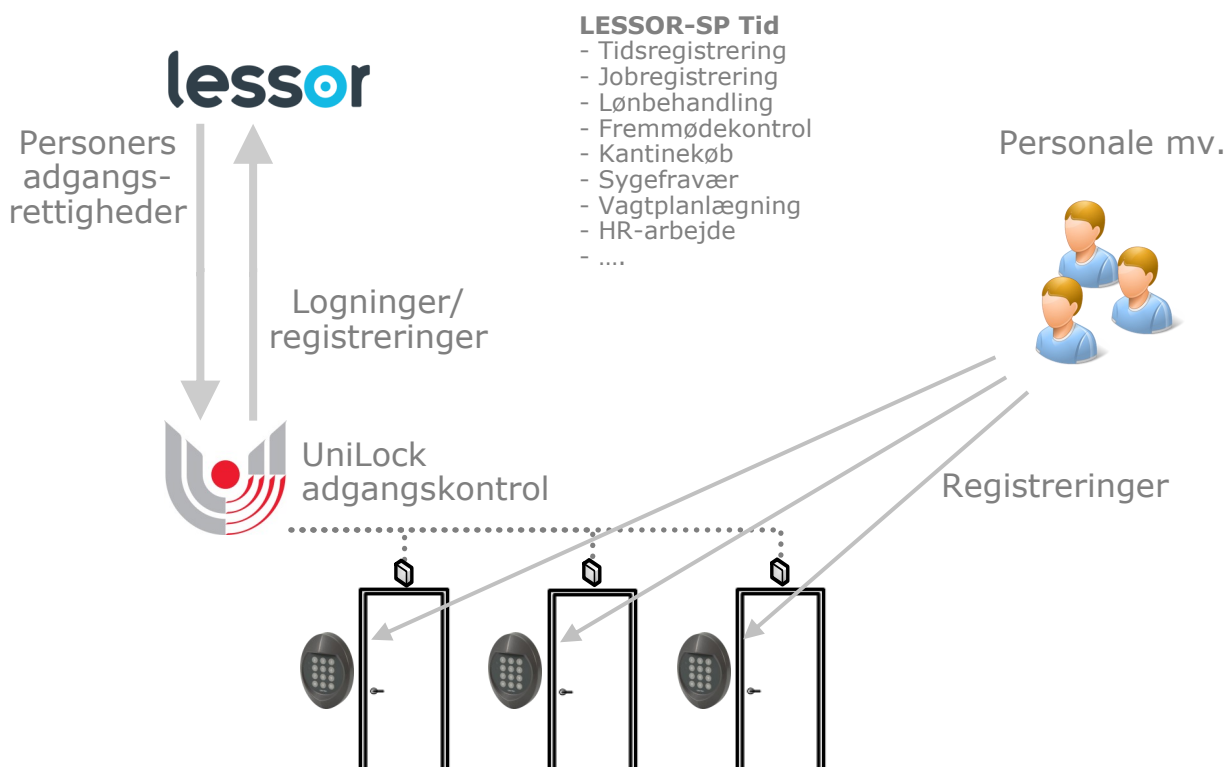 lessor
LESSOR-SP Tid
- Tidsregistrering
- Jobregistrering
- Lønbehandling
- Fremmødekontrol
- Kantinekøb
- Sygefravær
- Vagtplanlægning
- HR-arbejde
- ….
Personers
adgangs-
rettigheder
Personale mv.
Logninger/
registreringer
UniLock
adgangskontrol
Registreringer